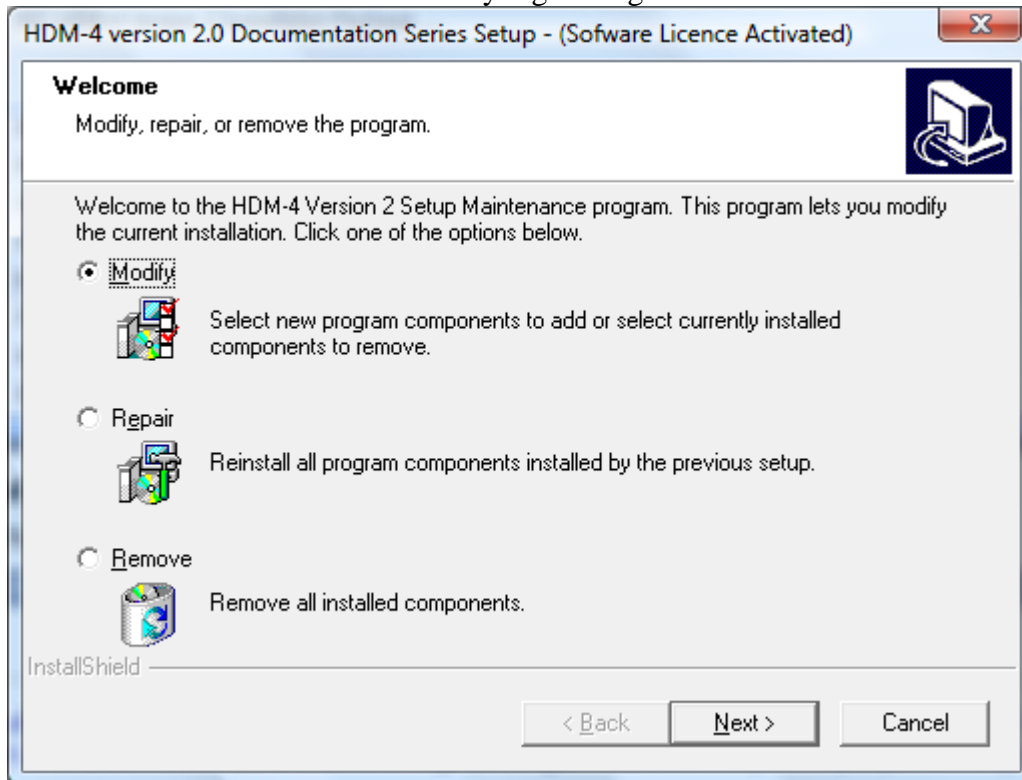 HDM-4 version 2.0 Documentation Series Setup - (Sofware Licence Activated)
Welcome
Modify, repair, or remove the program.
Welcome to the HDM-4 Version 2 Setup Maintenance program. This program lets you modify
the current installation. Click one of the options below.
Modify
Select new program components to add or select currently installed
components to remove.
Repair
Reinstall all program components installed by the previous setup.
Remove
Remove all installed components.
InstallShield
< Back
Next >
Cancel